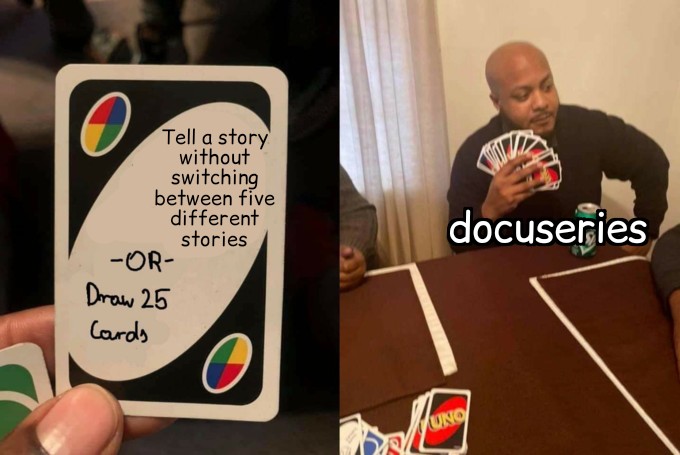 Tell a story
without
switching
between five
different
stories
-OR-
Draw 25
Cards
docuseries
UNO